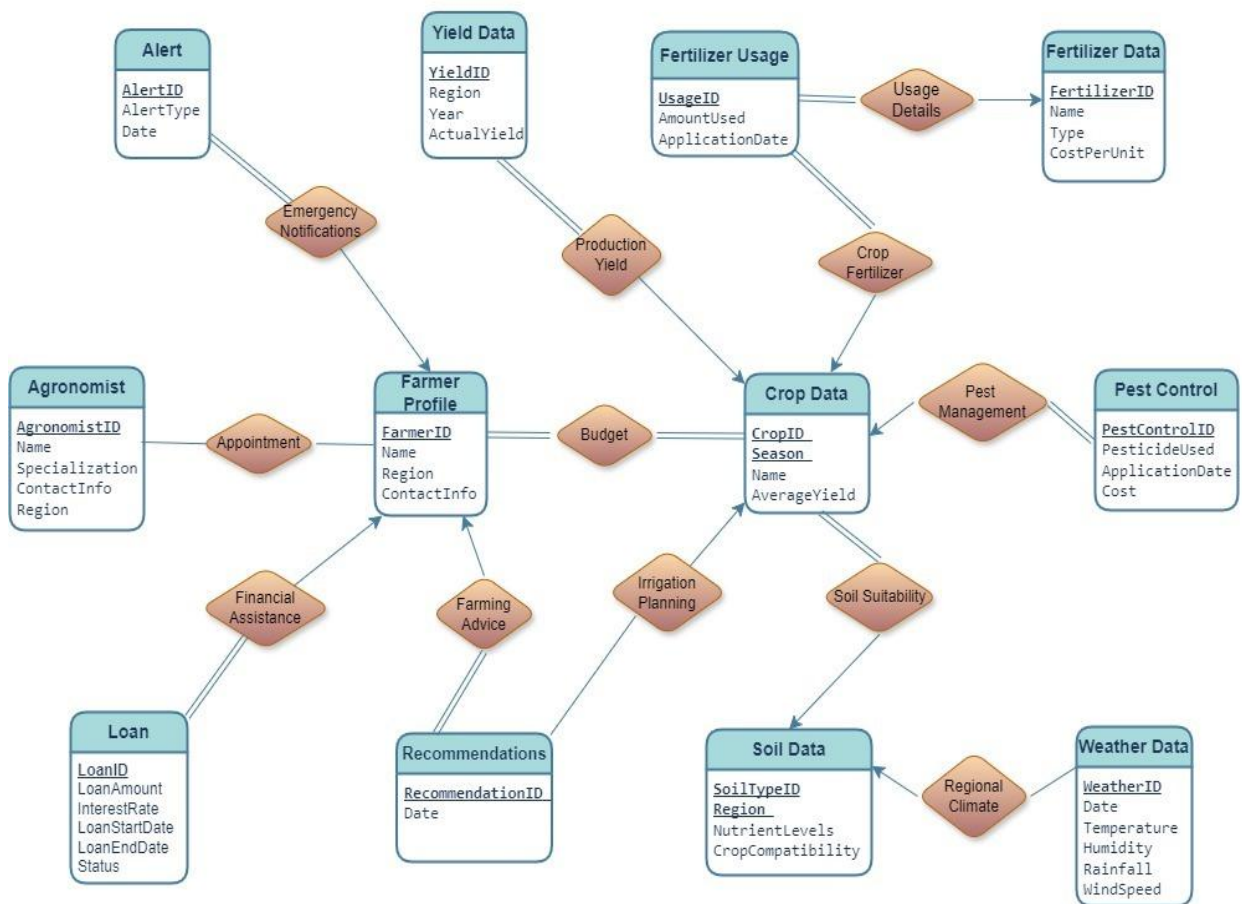 Alert
AlertID
AlertType
Date
Yield Data
YieldID
Region
Year
ActualYield
Fertilizer Usage
UsageID
AmountUsed
ApplicationDate
Usage
Details
Fertilizer Data
FertilizerID
Name
Type
CostPerUnit
Emergency
Notifications
Production
Yield
Crop
Fertilizer
Agronomist
AgronomistID
Name
Specialization
ContactInfo
Region
Appointment
Farmer
Profile
FarmerID
Name
Region
ContactInfo
Budget
Crop Data
CropID_
Season_
Name
AverageYield
Pest
Management
Pest Control
PestControlID
PesticideUsed
ApplicationDate
Cost
Financial
Assistance
Farming
Advice
Irrigation
Planning
Soil Suitability
Loan
LoanID
LoanAmount
InterestRate
LoanStartDate
LoanEndDate
Status
Recommendations
RecommendationID_
Date
Soil Data
SoilTypeID
Region_
NutrientLevels
CropCompatibility
Regional
Climate
Weather Data
WeatherID
Date
Temperature
Humidity
Rainfall
WindSpeed